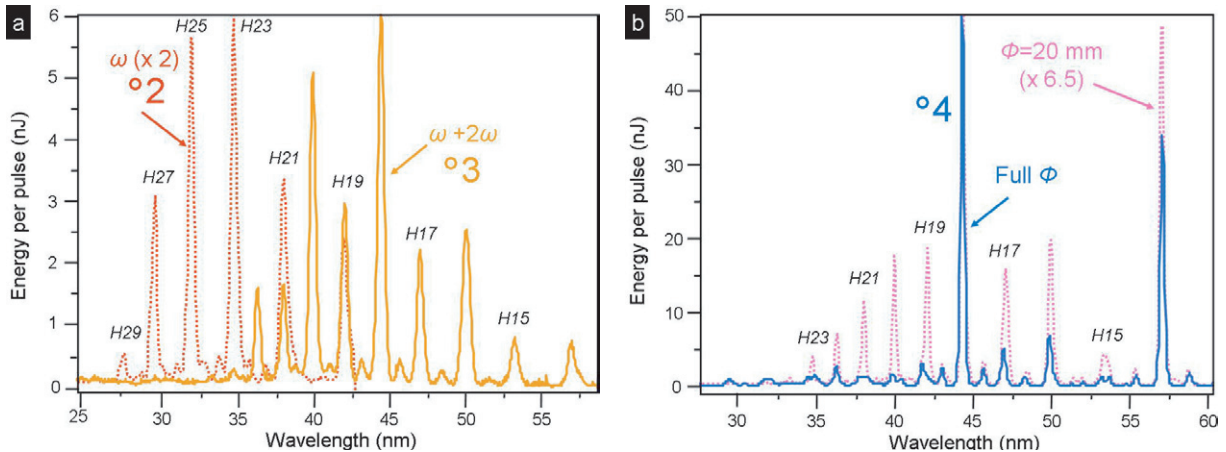 a
H25
H23
ω (x 2)
°2
ω +2ω
°3
H27
H21
H19
H17
H29
H15
Energy per pulse (nJ)
6
5
4
3
2
1
0
25 30 35 40 45 50 55
Wavelength (nm)
b
Φ=20 mm
(x 6.5)
°4
Full Φ
H19
H17
H21
H23
H15
Energy per pulse (nJ)
50
40
30
20
10
0
30 35 40 45 50 55 60
Wavelength (nm)